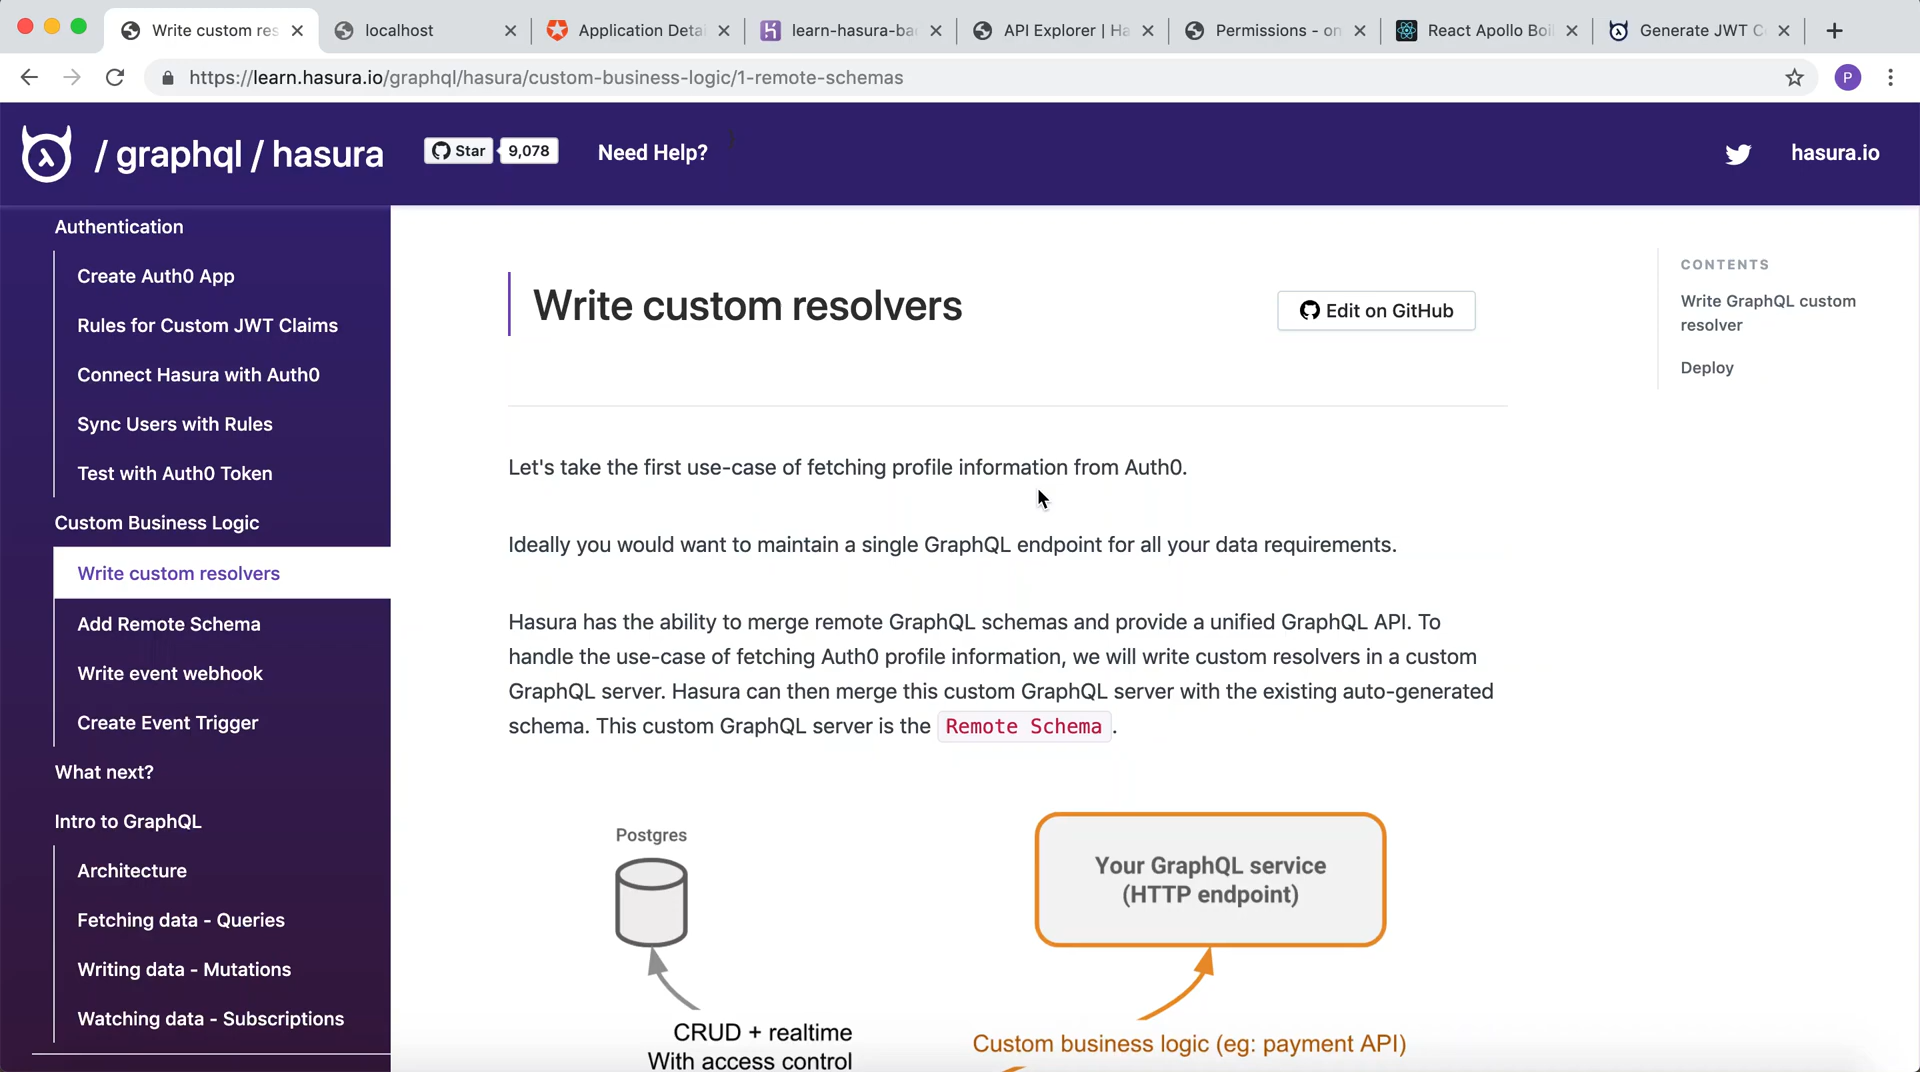 Write custom res
localhost
Application Detai
learn-hasura-ba
API Explorer | Ha
Permissions - on
React Apollo Boil
Generate JWT C
https://learn.hasura.io/graphql/hasura/custom-business-logic/1-remote-schemas
P
/ graphql / hasura
Star
9,078
Need Help?
hasura.io
Authentication
Create Auth0 App
Rules for Custom JWT Claims
Connect Hasura with Auth0
Sync Users with Rules
Test with Auth0 Token
Custom Business Logic
Write custom resolvers
Add Remote Schema
Write event webhook
Create Event Trigger
What next?
Intro to GraphQL
Architecture
Fetching data - Queries
Writing data - Mutations
Watching data - Subscriptions
Write custom resolvers
Edit on GitHub
Let's take the first use-case of fetching profile information from Auth0.
Ideally you would want to maintain a single GraphQL endpoint for all your data requirements.
Hasura has the ability to merge remote GraphQL schemas and provide a unified GraphQL API. To
handle the use-case of fetching Auth0 profile information, we will write custom resolvers in a custom
GraphQL server. Hasura can then merge this custom GraphQL server with the existing auto-generated
schema. This custom GraphQL server is the Remote Schema.
Postgres
Your GraphQL service
(HTTP endpoint)
CRUD + realtime
With access control
Custom business logic (eg: payment API)
CONTENTS
Write GraphQL custom
resolver
Deploy